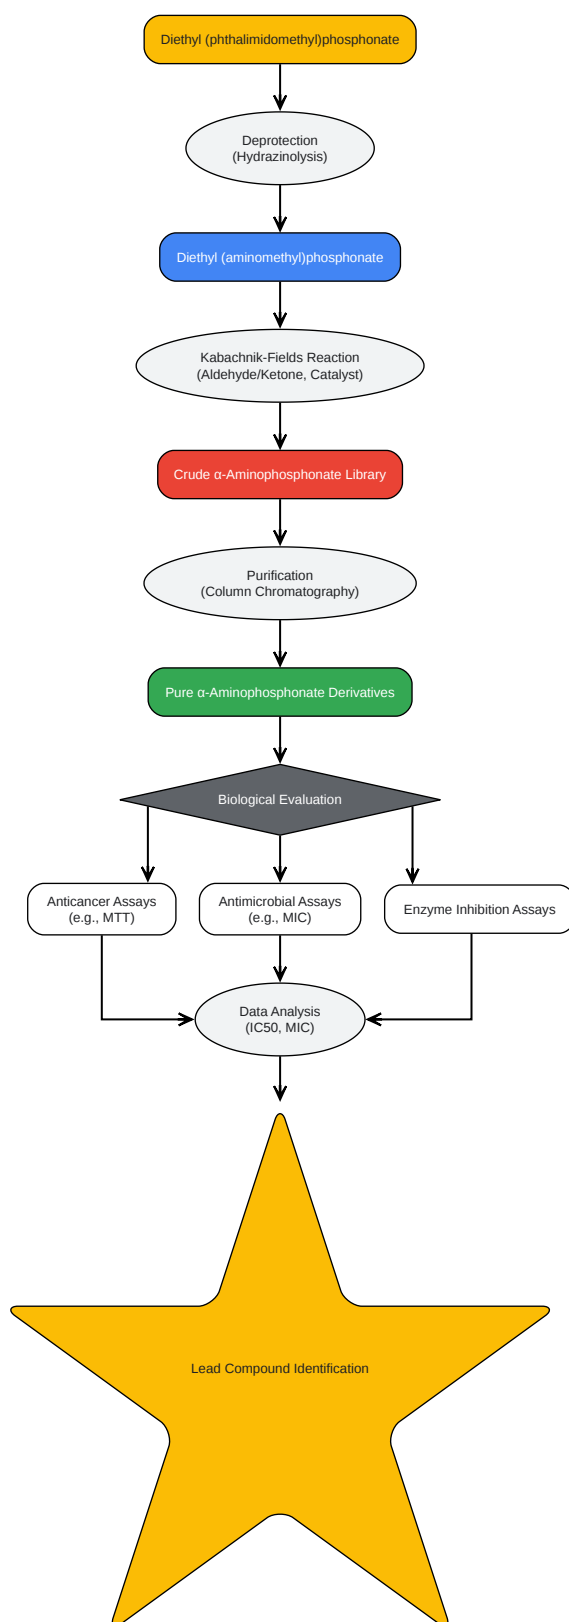 Diethyl (phthalimidomethyl)phosphonate
Deprotection
(Hydrazinolysis)
Diethyl (aminomethyl)phosphonate
Kabachnik-Fields Reaction
(Aldehyde/Ketone, Catalyst)
Crude α-Aminophosphonate Library
Purification
(Column Chromatography)
Pure α-Aminophosphonate Derivatives
Biological Evaluation
Anticancer Assays
(e.g., MTT)
Antimicrobial Assays
(e.g., MIC)
Enzyme Inhibition Assays
Data Analysis
(IC50, MIC)
Lead Compound Identification